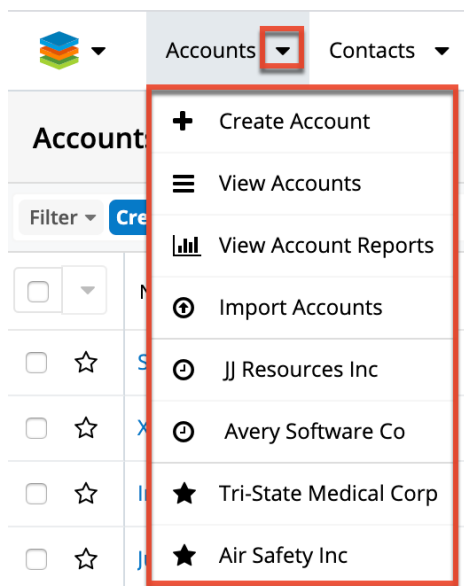 Accounts Contacts
Accounts
Create Account
View Accounts
Filter Cre
View Account Reports
Import Accounts
JJ Resources Inc
Avery Software Co
Tri-State Medical Corp
Air Safety Inc